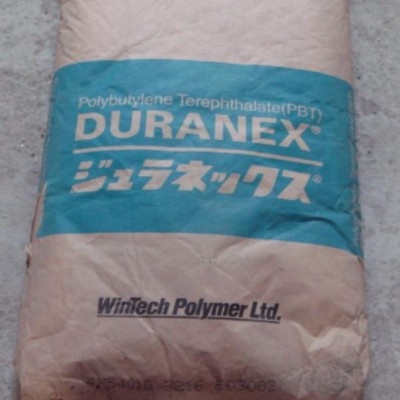 Polybutylene Terephthalate(PBT)
DURANEX®
ジュラネックス®
WinTech Polymer Ltd.